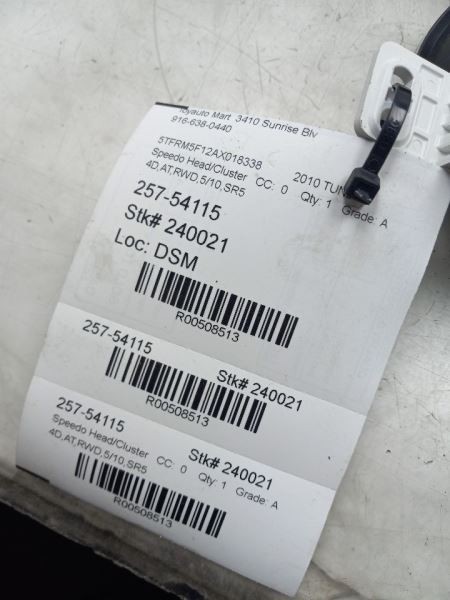 Toyauto Mart 3410 Sunrise Blv
916-638-0440
5TFRM5F12AX018338 2010 TUN
Speedo Head/Cluster CC: 0 Qty: 1 Grade: A
4D,AT,RWD,5/10,SR5
257-54115
Stk# 240021
Loc: DSM
R00508513
257-54115 Stk# 240021
R00508513
257-54115 Stk# 240021
Speedo Head/Cluster CC: 0 Qty: 1 Grade: A
4D,AT,RWD,5/10,SR5
R00508513